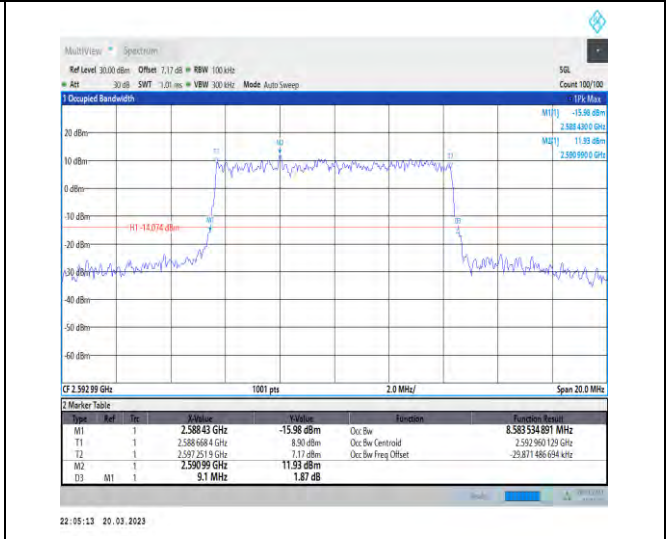 MultiView Spectrum
Ref Level 30.00 dBm Offset 7.17 dB RBW 100 kHz SGL
Att 30 dB SWT 1.01 ms VBW 300 kHz Mode Auto Sweep Count 100/100
1 Occupied Bandwidth 1Pk Max
M1[1] -15.98 dBm
2.588 430 0 GHz
M2[1] 11.93 dBm
2.590 990 0 GHz
20 dBm
M2
T1
T2
10 dBm
0 dBm
-10 dBm
M1
D3
H1 -14.074 dBm
-20 dBm
-30 dBm
-40 dBm
-50 dBm
-60 dBm
CF 2.592 99 GHz 1001 pts 2.0 MHz/ Span 20.0 MHz
2 Marker Table
Type Ref Trc X-Value Y-Value Function Function Result
M1 1 2.588 43 GHz -15.98 dBm Occ Bw 8.583 534 891 MHz
T1 1 2.588 668 4 GHz 8.90 dBm Occ Bw Centroid 2.592 960 129 GHz
T2 1 2.597 251 9 GHz 7.17 dBm Occ Bw Freq Offset -29.871 486 694 kHz
M2 1 2.590 99 GHz 11.93 dBm
D3 M1 1 9.1 MHz 1.87 dB
22:05:13 20.03.2023